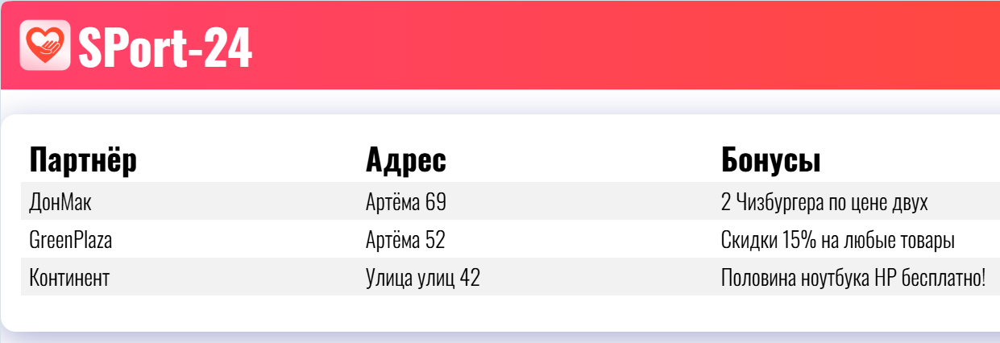 SPort-24
Партнёр Адрес Бонусы
ДонМак Артёма 69 2 Чизбургера по цене двух
GreenPlaza Артёма 52 Скидки 15% на любые товары
Континент Улица улиц 42 Половина ноутбука HP бесплатно!